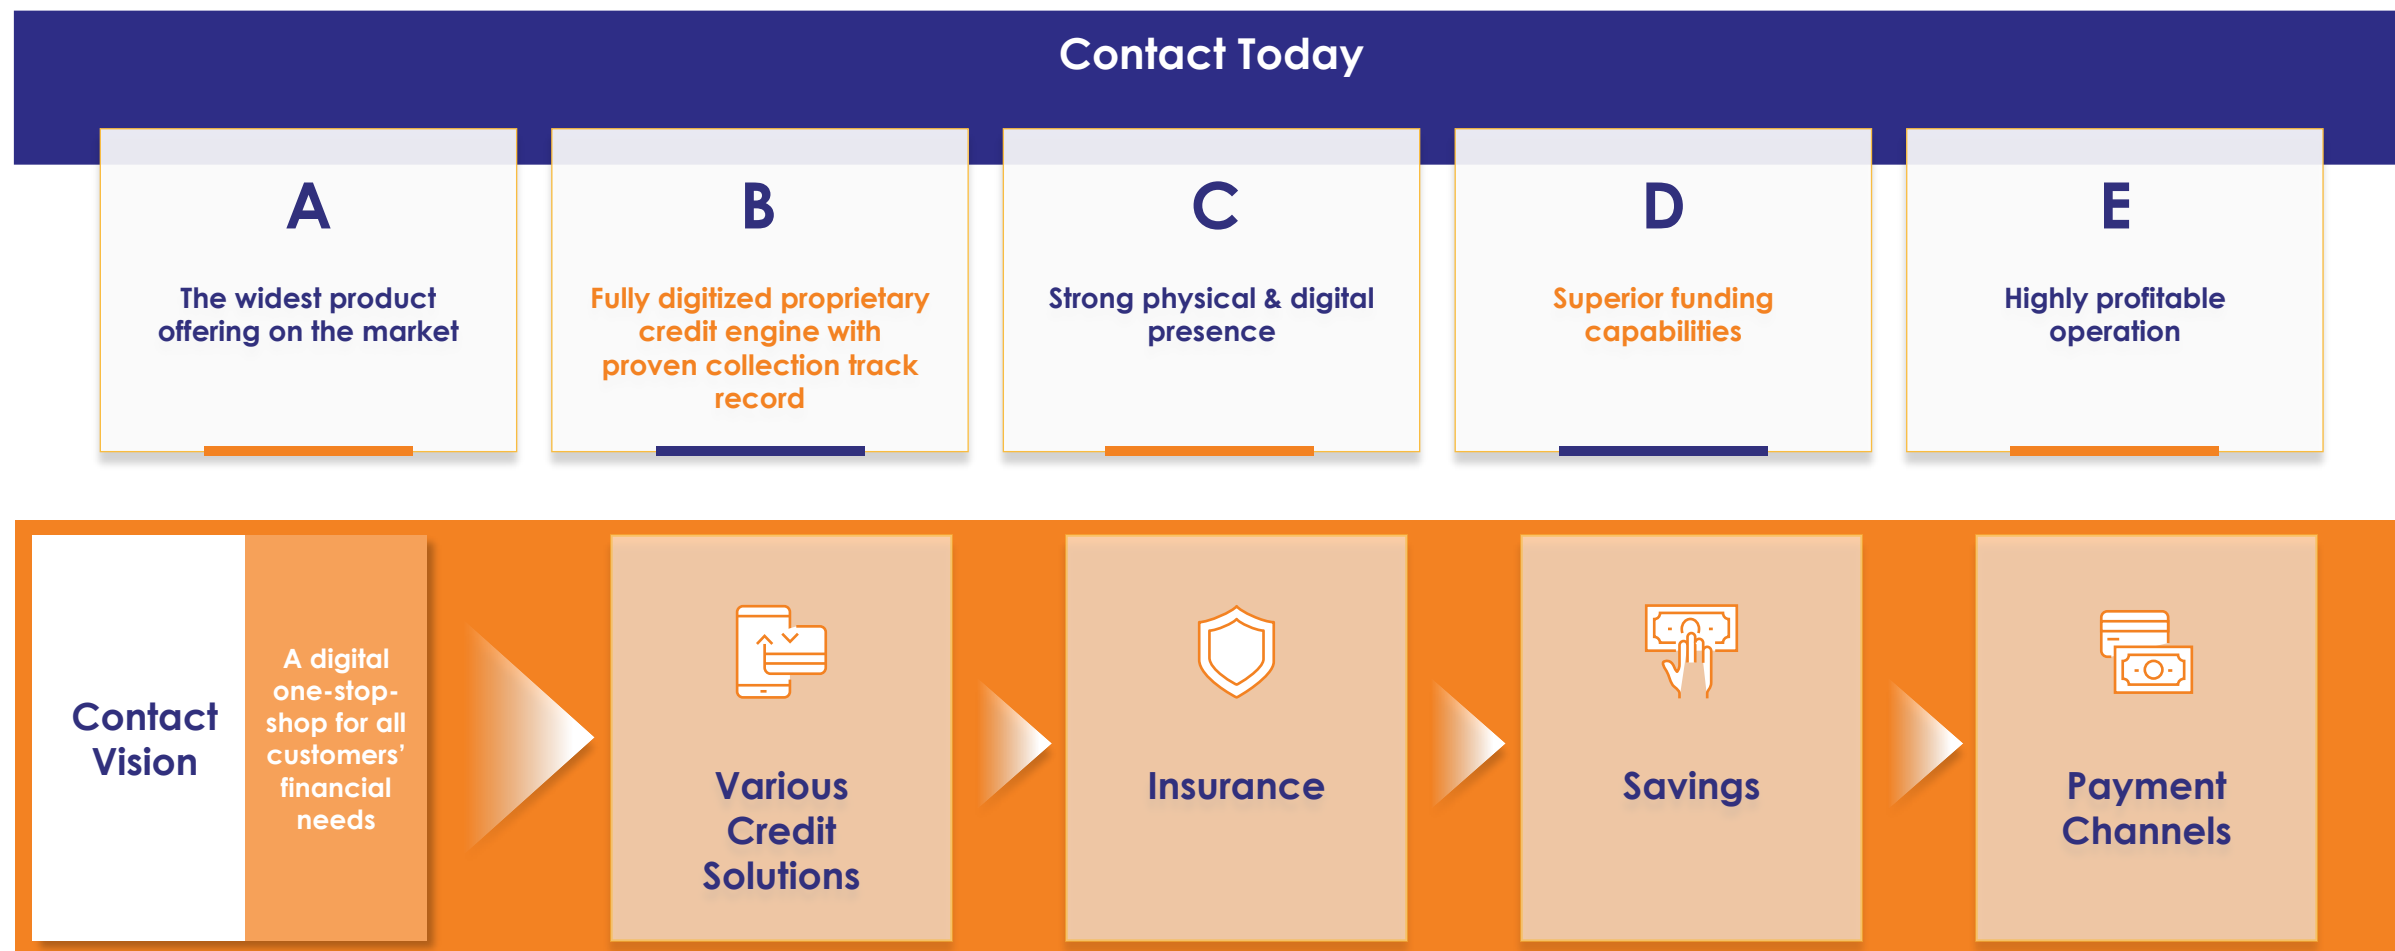 Contact Today
A
The widest product
offering on the market
B
Fully digitized proprietary
credit engine with
proven collection track
record
C
Strong physical & digital
presence
D
Superior funding
capabilities
E
Highly profitable
operation
Contact
Vision
A digital
one-stop-
shop for all
customers’
financial
needs
Various
Credit
Solutions
Insurance
Savings
Payment
Channels